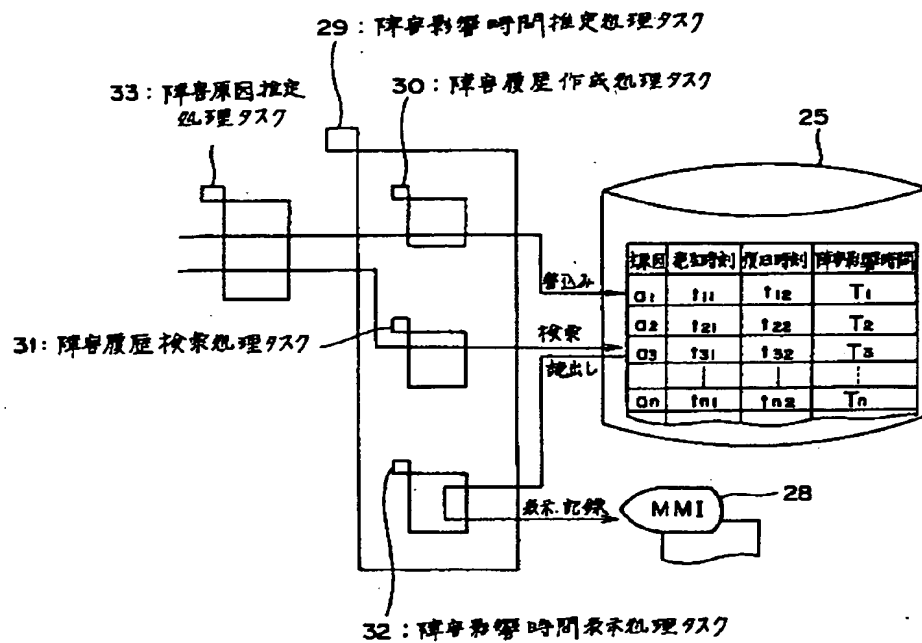 29：障害影響時間推定処理タスク
33：障害原因推定
処理タスク
30：障害履歴作成処理タスク
25
要因 発生時刻 復旧時刻 障害影響時間
a1 t11 t12 T1
a2 t21 t22 T2
a3 t31 t32 T3
an tn1 tn2 Tn
書込み
検索
読出し
31：障害履歴検索処理タスク
表示、記録
MMI
28
32：障害影響時間表示処理タスク